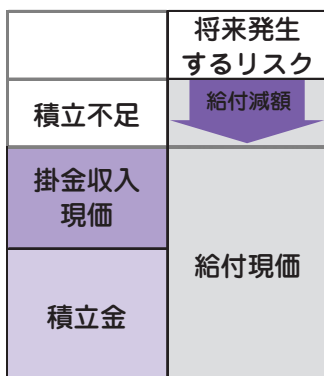 将来発生
するリスク
積立不足
給付減額
掛金収入
現価
給付現価
積立金